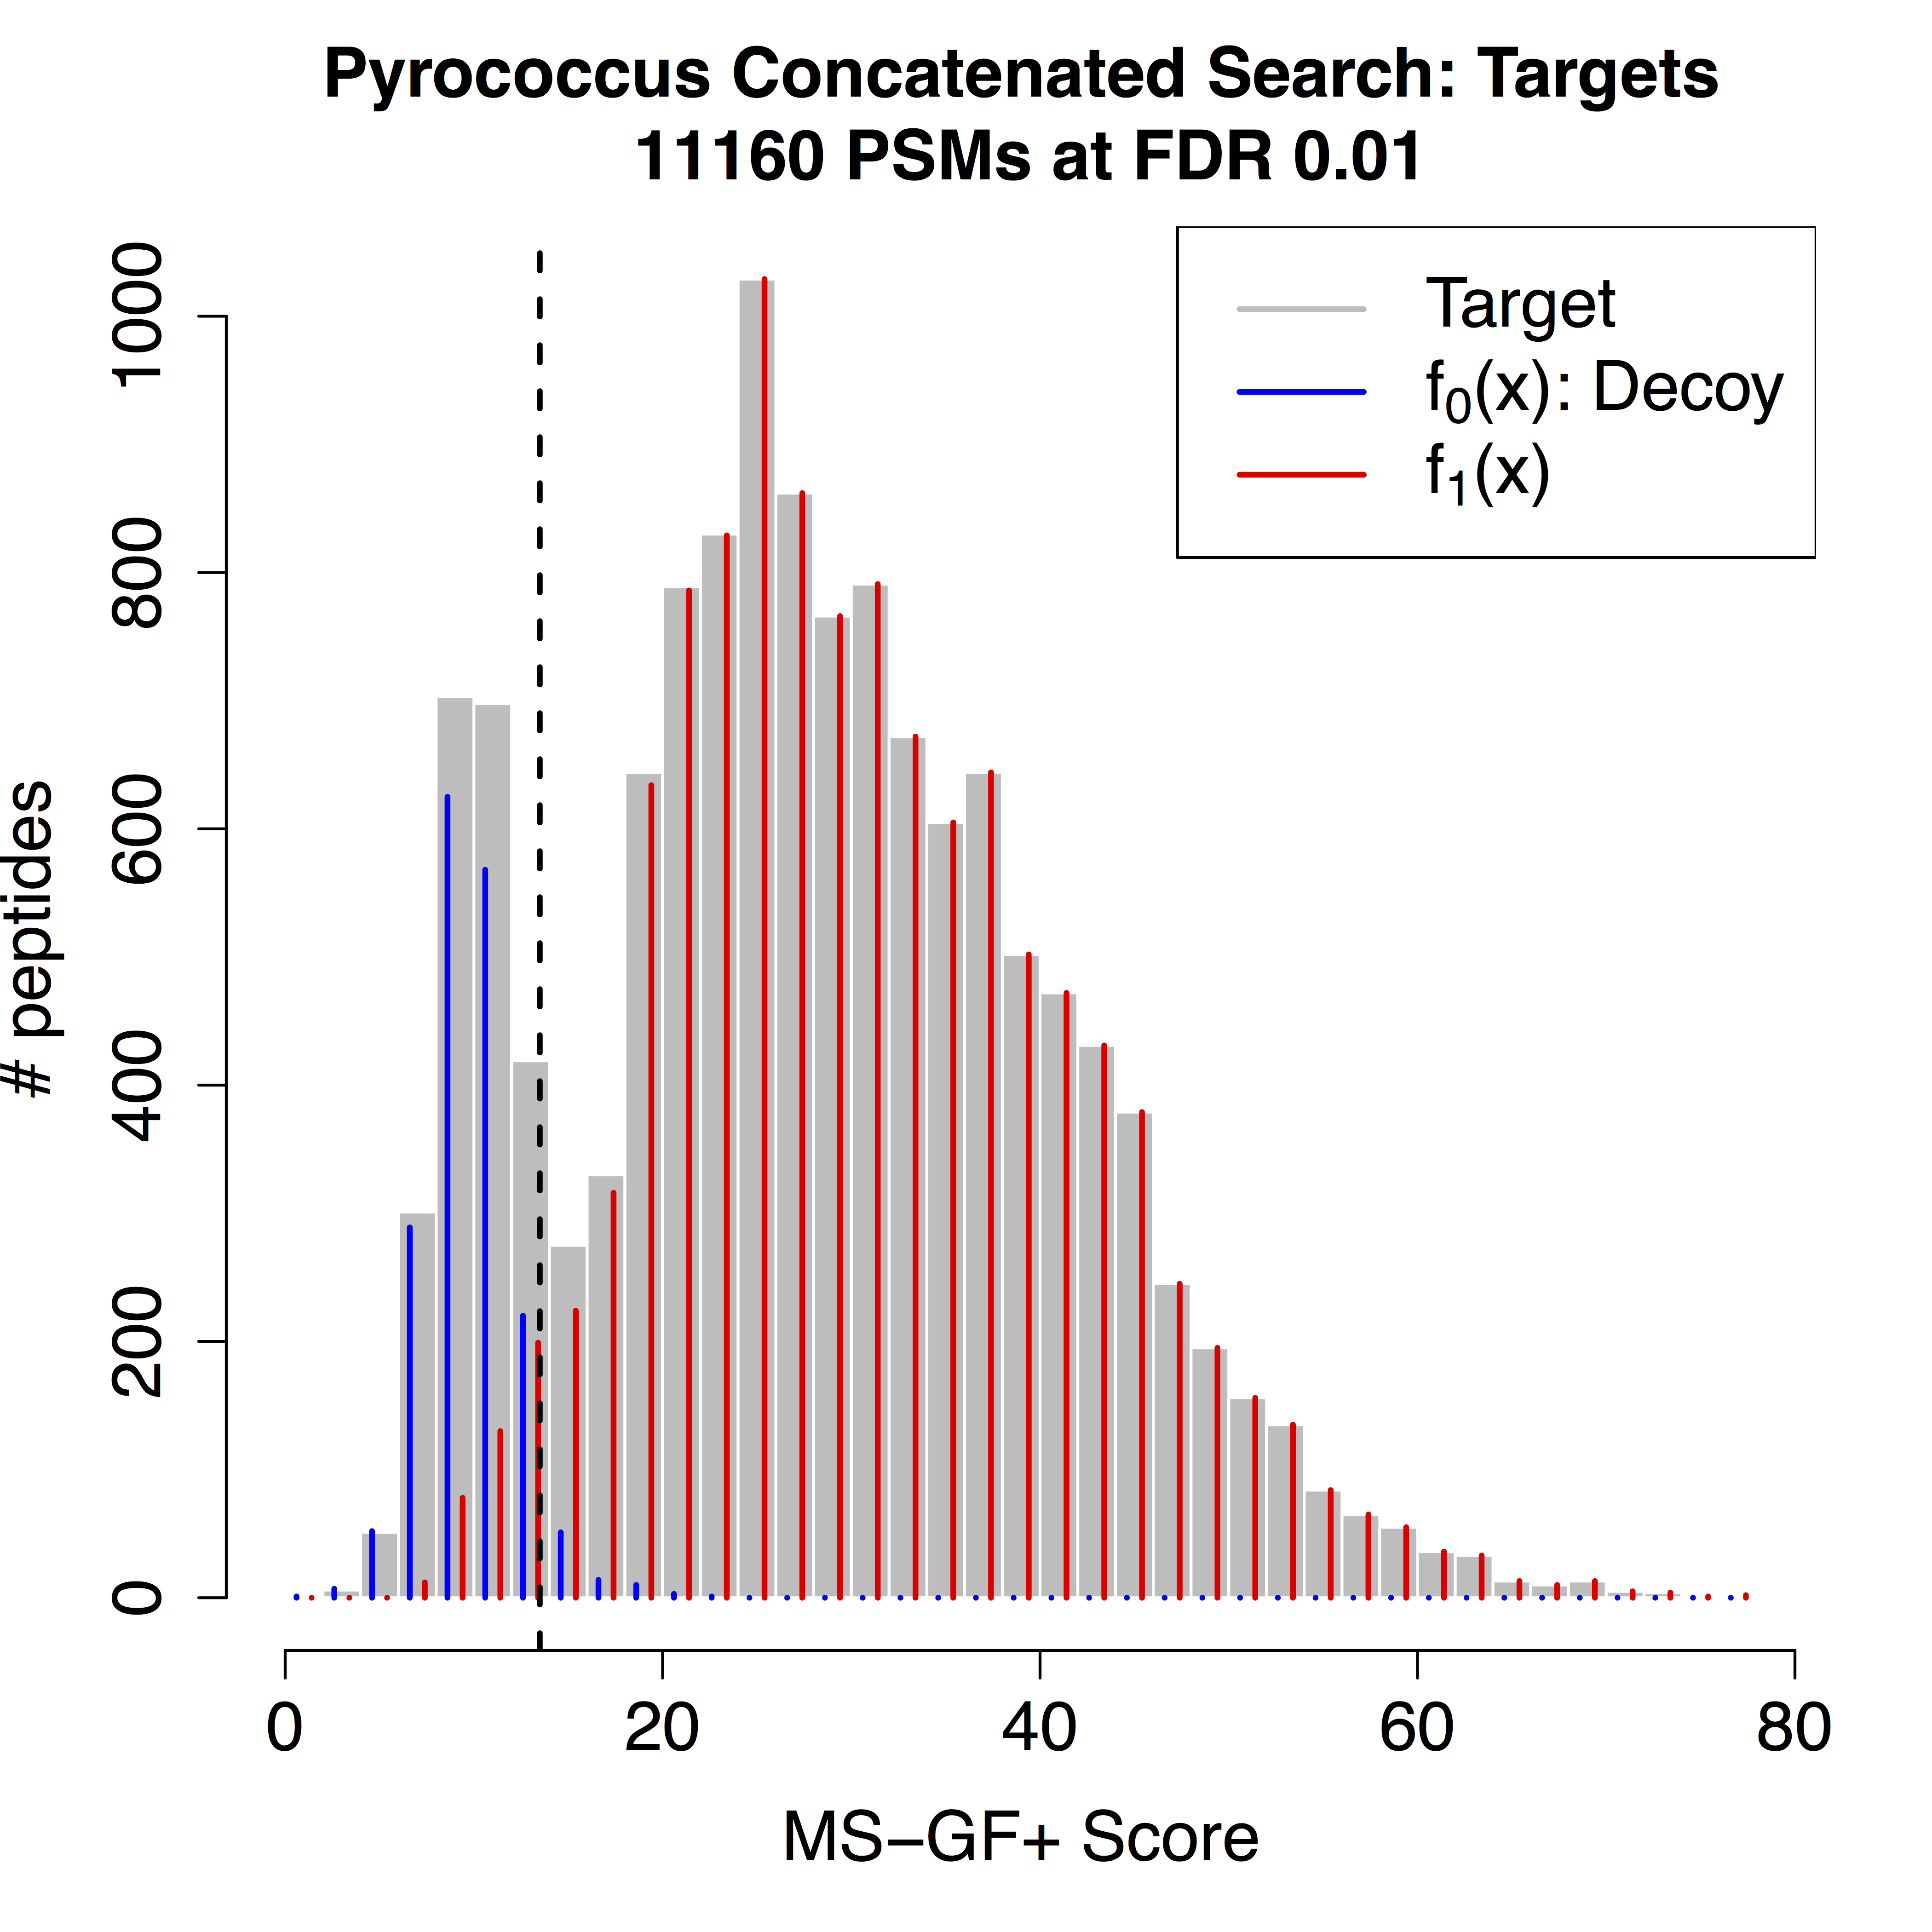 Pyrococcus Concatenated Search: Targets
11160 PSMs at FDR 0.01
Target
f₀(x): Decoy
f₁(x)
# peptides
1000
800
600
400
200
0
0 20 40 60 80
MS−GF+ Score